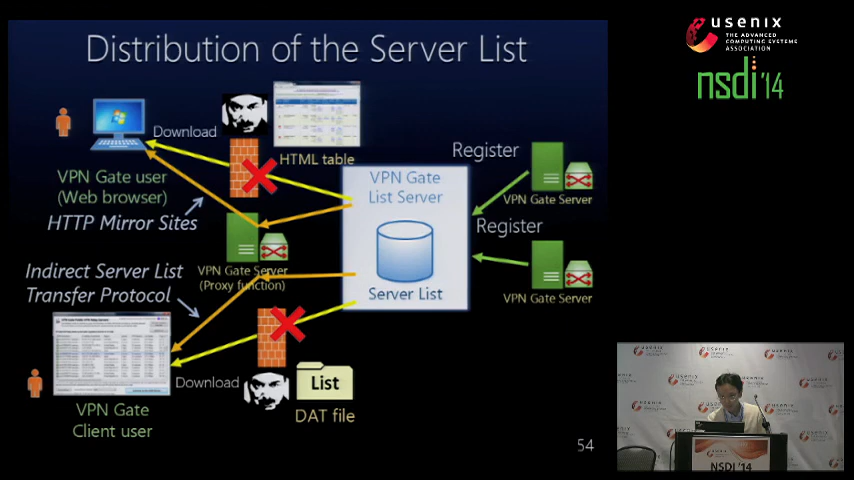 Distribution of the Server List
usenix
THE ADVANCED
COMPUTING SYSTEMS
ASSOCIATION
nsdi '14
Download
HTML table
VPN Gate user
(Web browser)
HTTP Mirror Sites
VPN Gate
List Server
Server List
Register
VPN Gate Server
Register
VPN Gate Server
VPN Gate Server
(Proxy function)
Indirect Server List
Transfer Protocol
Download
List
DAT file
VPN Gate
Client user
54
usenix
NSDI '14